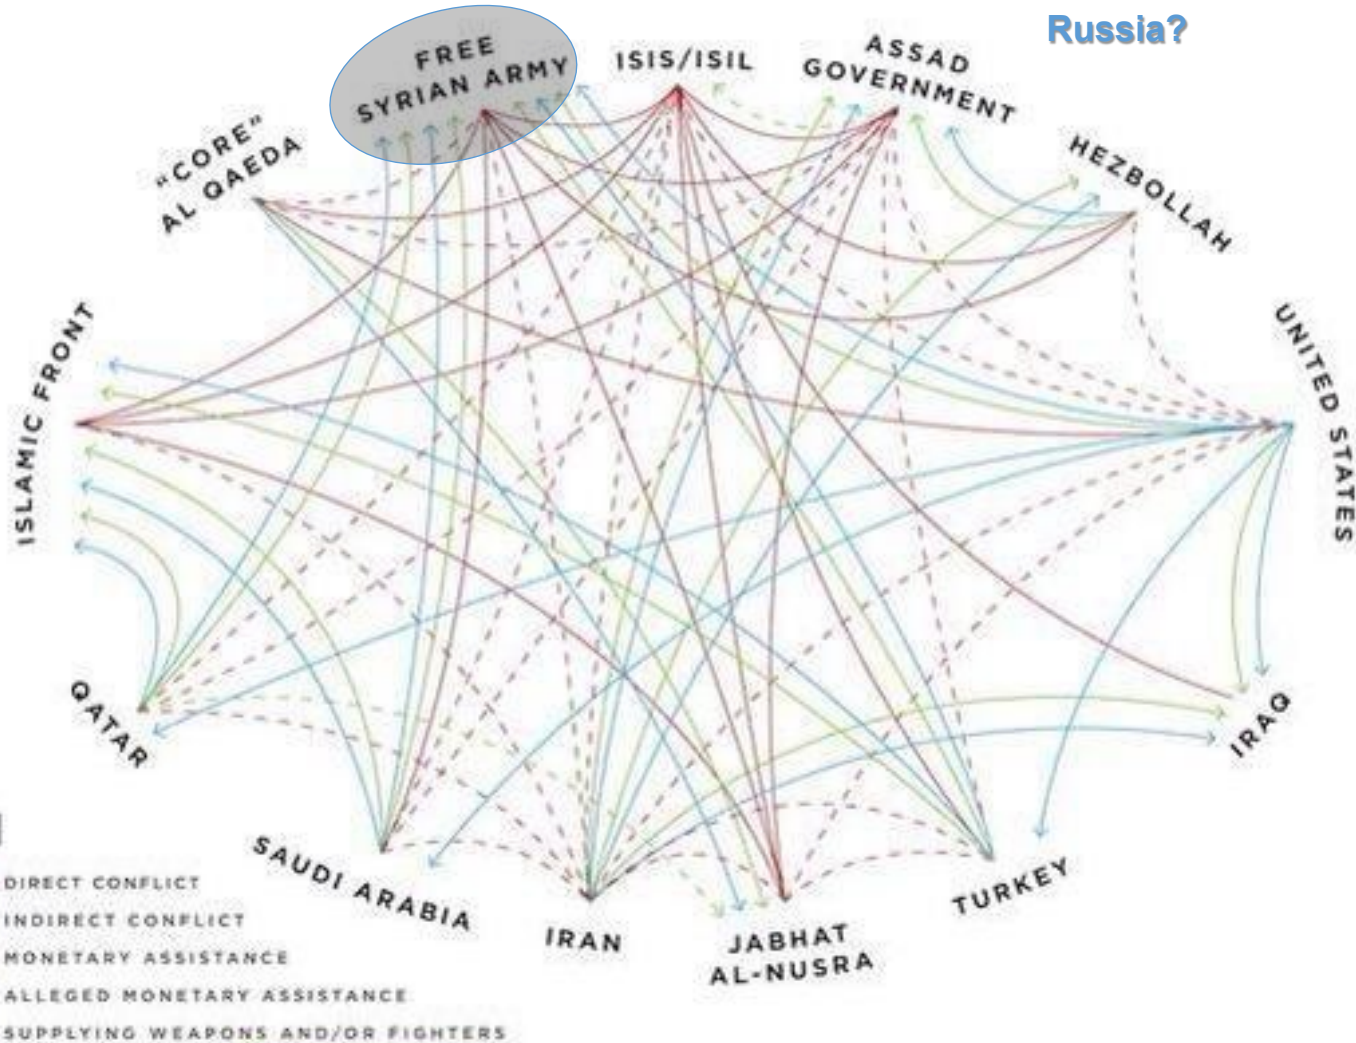 Russia?
FREE
SYRIAN ARMY
ISIS/ISIL
ASSAD
GOVERNMENT
"CORE"
AL QAEDA
HEZBOLLAH
ISLAMIC FRONT
UNITED STATES
QATAR
IRAQ
SAUDI ARABIA
IRAN
JABHAT
AL-NUSRA
TURKEY
DIRECT CONFLICT
INDIRECT CONFLICT
MONETARY ASSISTANCE
ALLEGED MONETARY ASSISTANCE
SUPPLYING WEAPONS AND/OR FIGHTERS